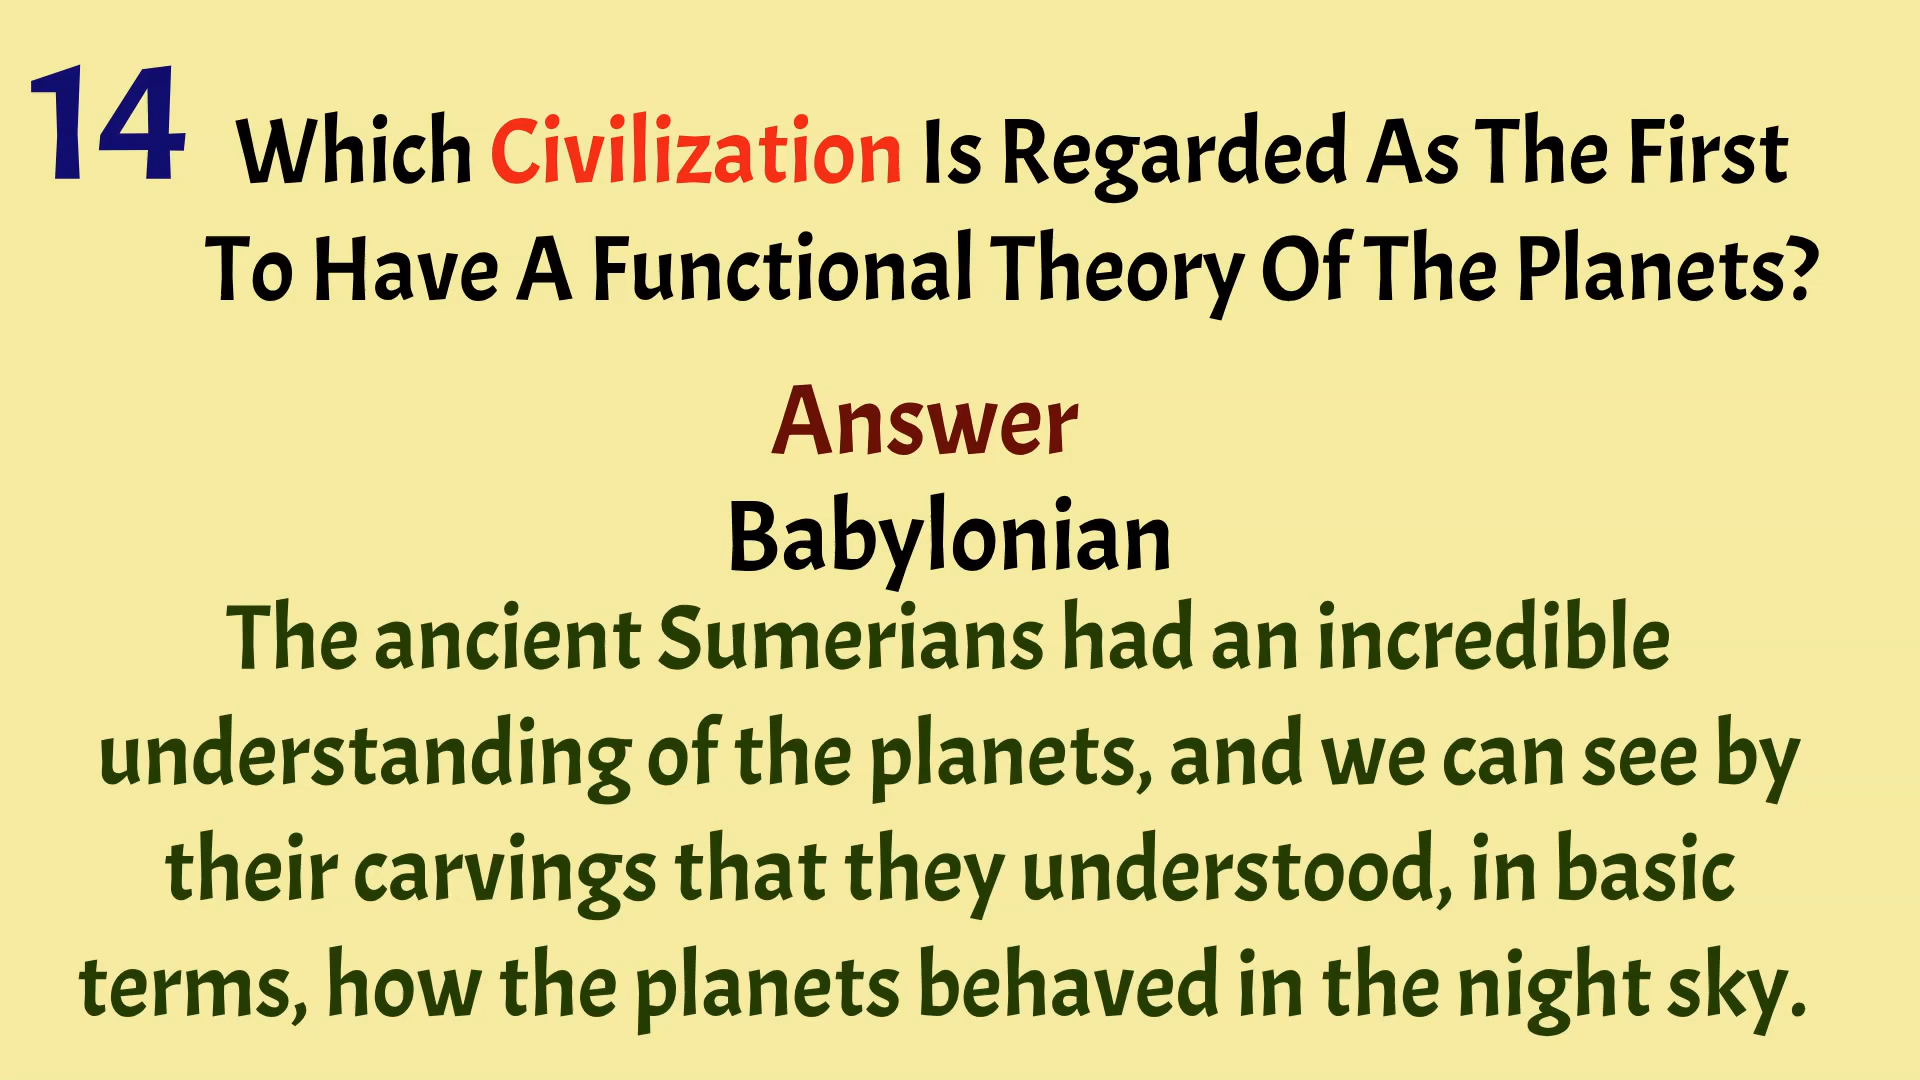 14 Which Civilization Is Regarded As The First
To Have A Functional Theory Of The Planets?
Answer
Babylonian
The ancient Sumerians had an incredible
understanding of the planets, and we can see by
their carvings that they understood, in basic
terms, how the planets behaved in the night sky.